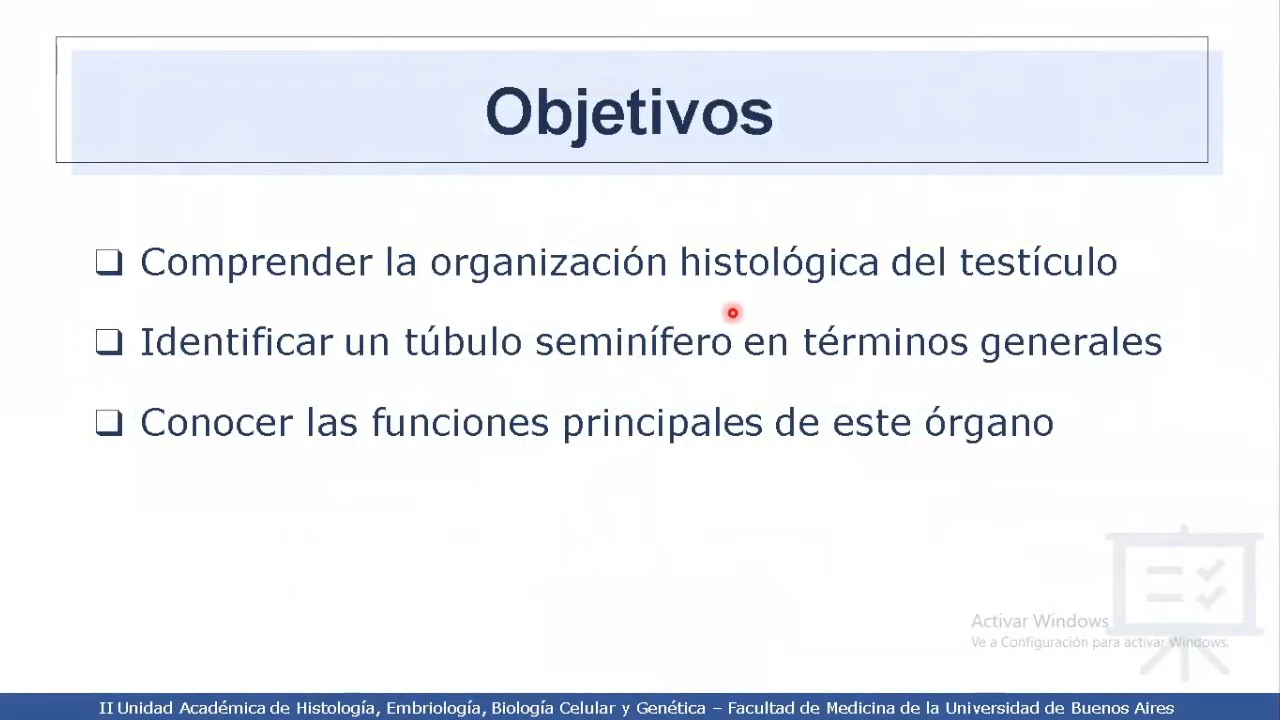 Objetivos
❑ Comprender la organización histológica del testículo
❑ Identificar un túbulo seminífero en términos generales
❑ Conocer las funciones principales de este órgano
Activar Windows
Ve a Configuración para activar Windows.
II Unidad Académica de Histología, Embriología, Biología Celular y Genética – Facultad de Medicina de la Universidad de Buenos Aires